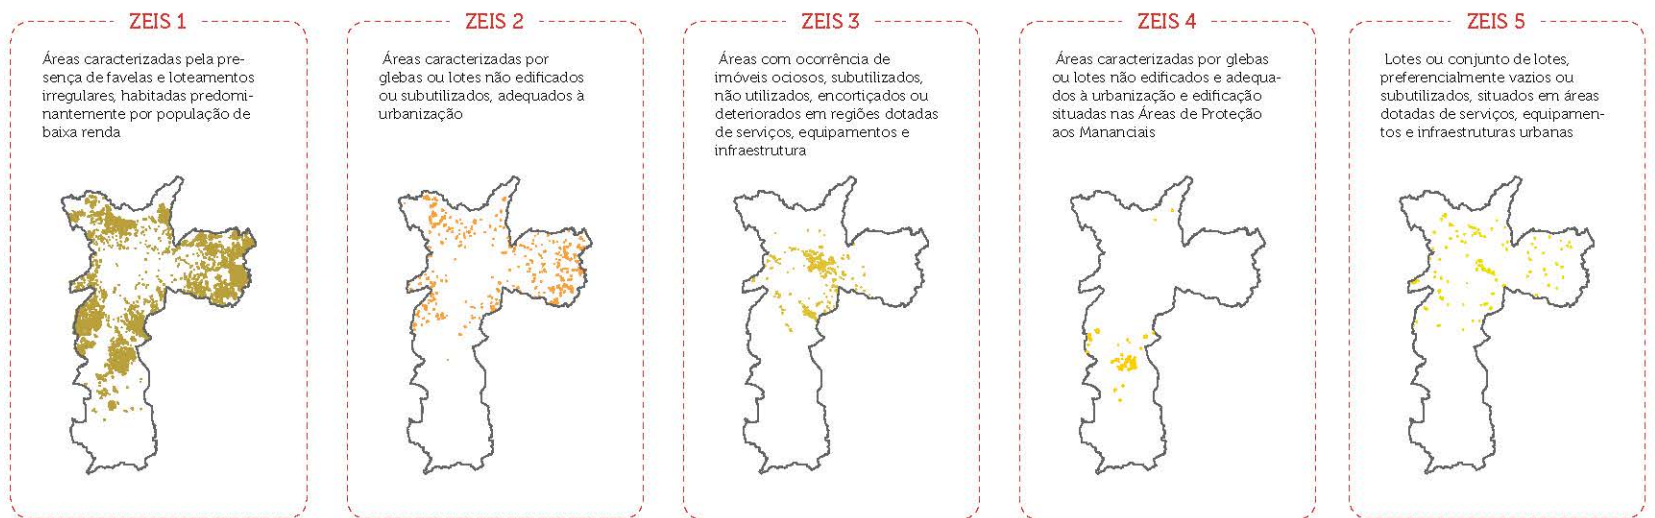 ZEIS 1
Áreas caracterizadas pela pre-
sença de favelas e loteamentos
irregulares, habitadas predomi-
nantemente por população de
baixa renda
ZEIS 2
Áreas caracterizadas por
glebas ou lotes não edificados
ou subutilizados, adequados à
urbanização
ZEIS 3
Áreas com ocorrência de
imóveis ociosos, subutilizados,
não utilizados, encortiçados ou
deteriorados em regiões dotadas
de serviços, equipamentos e
infraestrutura
ZEIS 4
Áreas caracterizadas por glebas
ou lotes não edificados e adequa-
dos à urbanização e edificação
situadas nas Áreas de Proteção
aos Mananciais
ZEIS 5
Lotes ou conjunto de lotes,
preferencialmente vazios ou
subutilizados, situados em áreas
dotadas de serviços, equipamen-
tos e infraestruturas urbanas